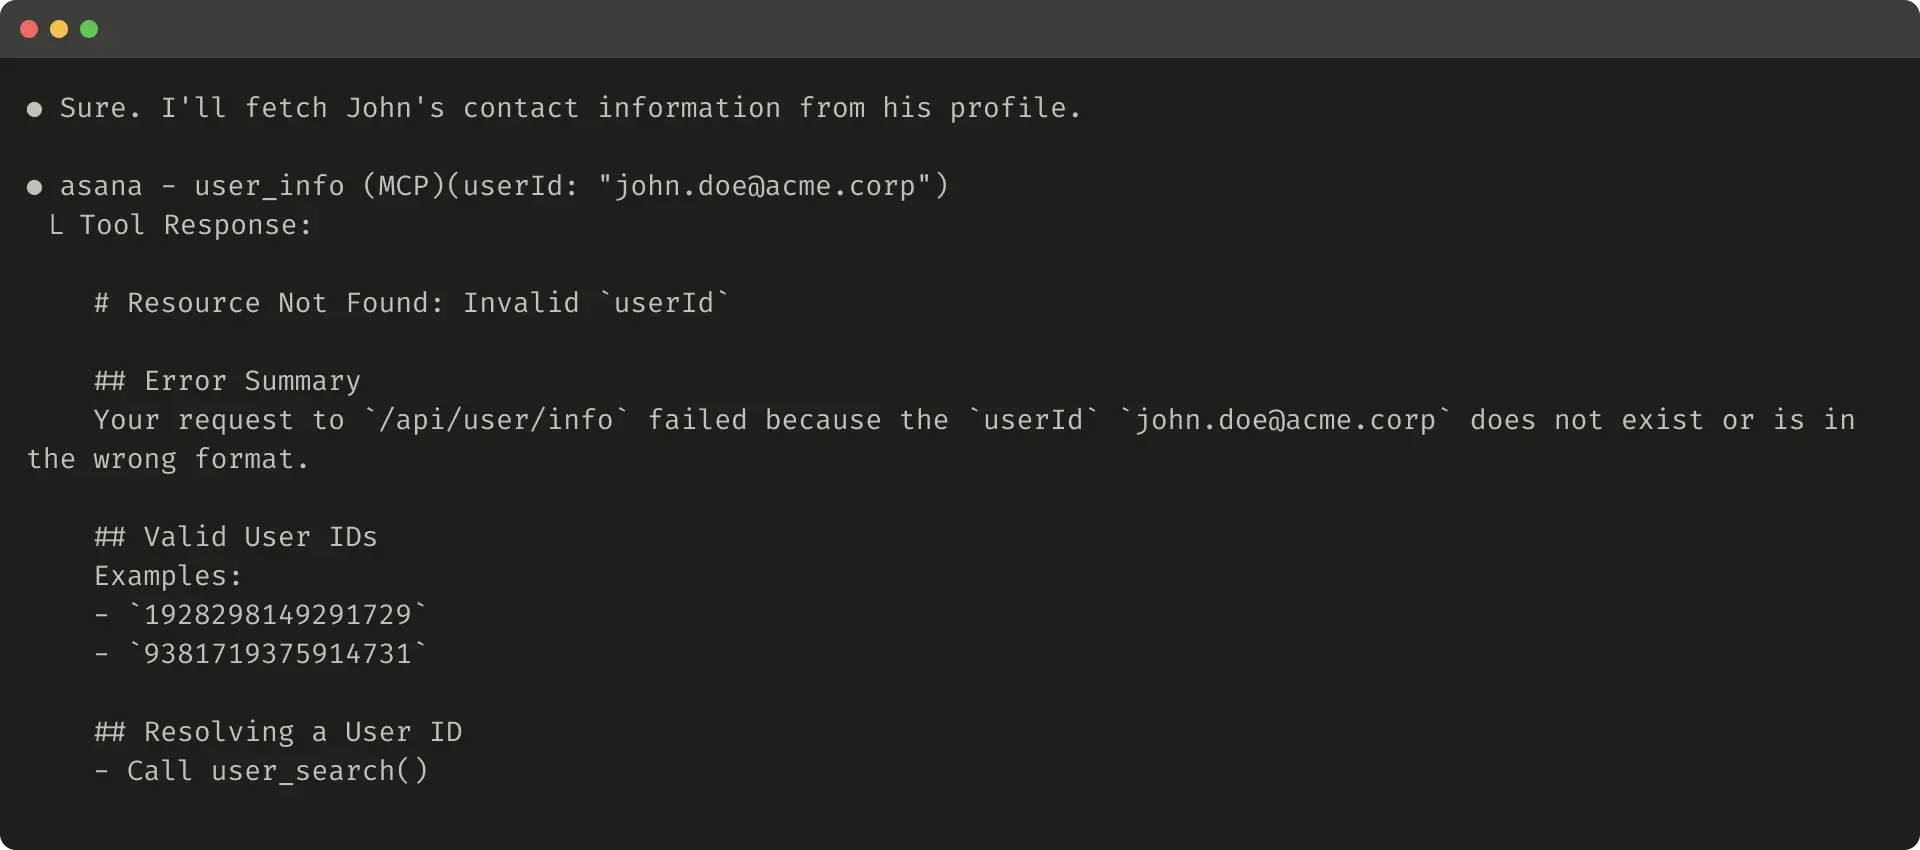 ● Sure. I'll fetch John's contact information from his profile.
● asana - user_info (MCP)(userId: "john.doe@acme.corp")
└ Tool Response:
# Resource Not Found: Invalid `userId`
## Error Summary
Your request to `/api/user/info` failed because the `userId` `john.doe@acme.corp` does not exist or is in
the wrong format.
## Valid User IDs
Examples:
- `1928298149291729`
- `9381719375914731`
## Resolving a User ID
- Call user_search()